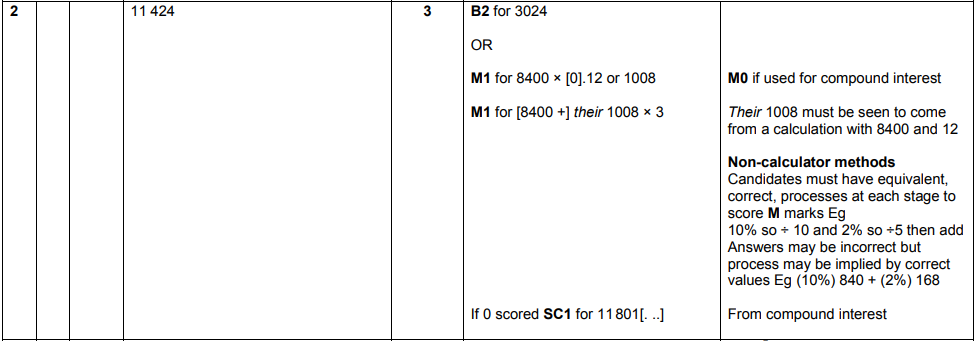 2
11 424
3
B2 for 3024
OR
M1 for 8400 × [0].12 or 1008
M0 if used for compound interest
M1 for [8400 +] their 1008 × 3
Their 1008 must be seen to come
from a calculation with 8400 and 12
Non-calculator methods
Candidates must have equivalent,
correct, processes at each stage to
score M marks Eg
10% so ÷ 10 and 2% so ÷5 then add
Answers may be incorrect but
process may be implied by correct
values Eg (10%) 840 + (2%) 168
If 0 scored SC1 for 11801[. ..]
From compound interest